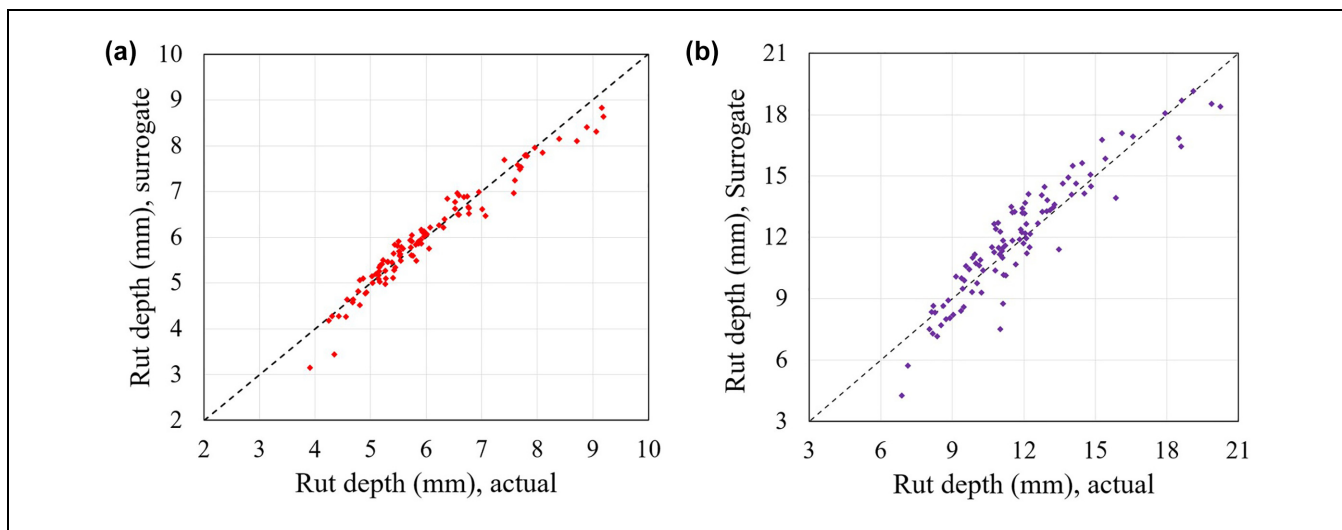 (a)
10
9
8
7
6
5
4
3
2
Rut depth (mm), surrogate
2 3 4 5 6 7 8 9 10
Rut depth (mm), actual
(b)
21
18
15
12
9
6
3
Rut depth (mm), Surrogate
3 6 9 12 15 18 21
Rut depth (mm), actual